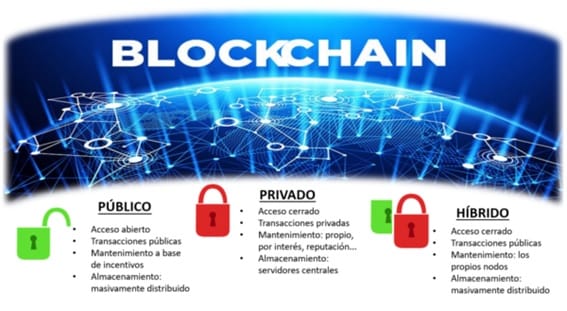 BLOCKCHAIN
PÚBLICO
• Acceso abierto
• Transacciones públicas
• Mantenimiento a base
de incentivos
• Almacenamiento:
masivamente distribuido
PRIVADO
• Acceso cerrado
• Transacciones privadas
• Mantenimiento: propio,
por interés, reputación...
• Almacenamiento:
servidores centrales
HÍBRIDO
• Acceso cerrado
• Transacciones públicas
• Mantenimiento: los
propios nodos
• Almacenamiento:
masivamente distribuido